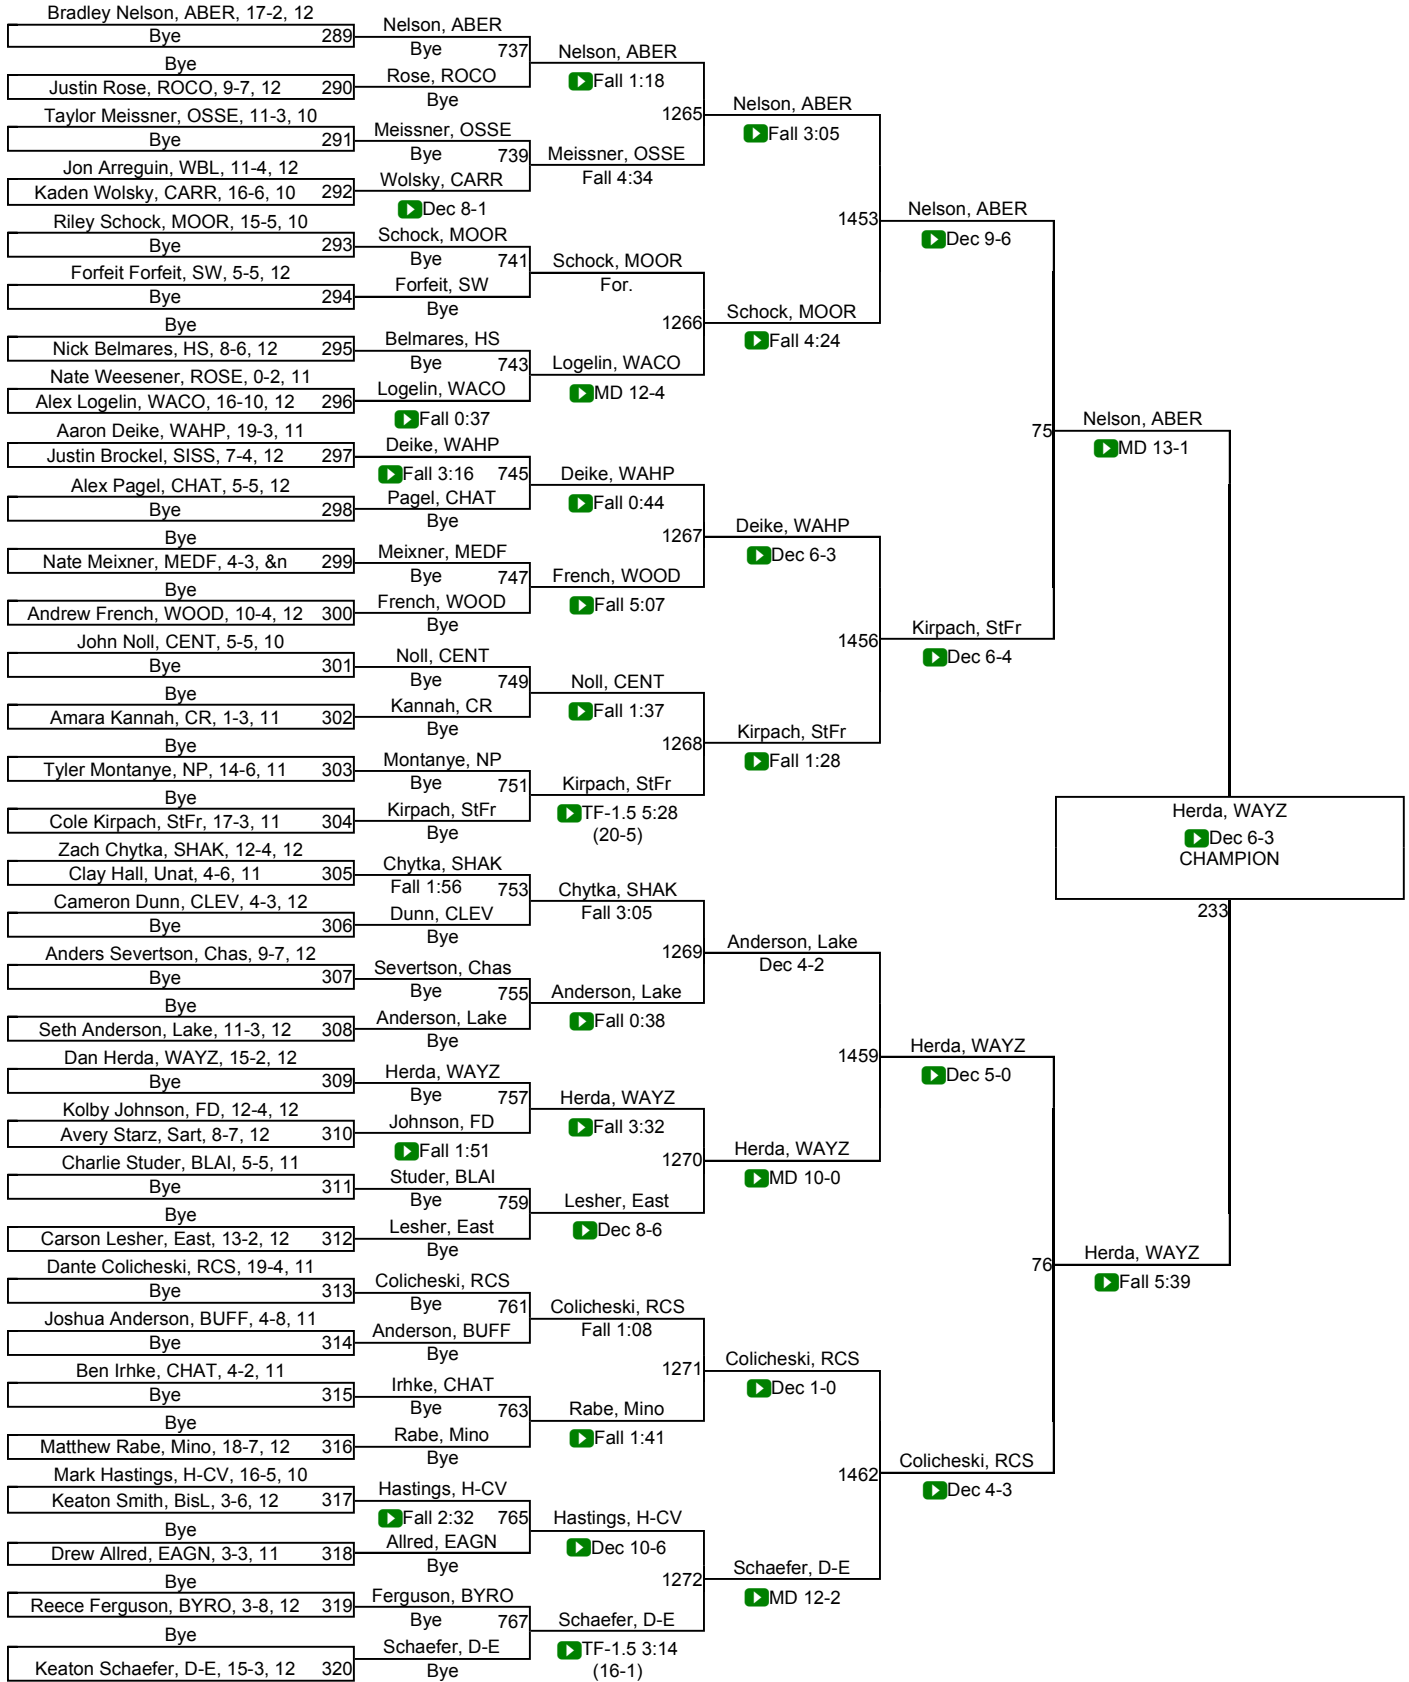 Bradley Nelson, ABER, 17-2, 12
Bye 289
Bye
Justin Rose, ROCO, 9-7, 12 290
Taylor Meissner, OSSE, 11-3, 10
Bye 291
Jon Arreguin, WBL, 11-4, 12
Kaden Wolsky, CARR, 16-6, 10 292
Riley Schock, MOOR, 15-5, 10
Bye 293
Forfeit Forfeit, SW, 5-5, 12
Bye 294
Bye
Nick Belmares, HS, 8-6, 12 295
Nate Weesener, ROSE, 0-2, 11
Alex Logelin, WACO, 16-10, 12 296
Aaron Deike, WAHP, 19-3, 11
Justin Brockel, SISS, 7-4, 12 297
Alex Pagel, CHAT, 5-5, 12
Bye 298
Bye
Nate Meixner, MEDF, 4-3, &n 299
Bye
Andrew French, WOOD, 10-4, 12 300
John Noll, CENT, 5-5, 10
Bye 301
Bye
Amara Kannah, CR, 1-3, 11 302
Bye
Tyler Montanye, NP, 14-6, 11 303
Bye
Cole Kirpach, StFr, 17-3, 11 304
Zach Chytka, SHAK, 12-4, 12
Clay Hall, Unat, 4-6, 11 305
Cameron Dunn, CLEV, 4-3, 12
Bye 306
Anders Severtson, Chas, 9-7, 12
Bye 307
Bye
Seth Anderson, Lake, 11-3, 12 308
Dan Herda, WAYZ, 15-2, 12
Bye 309
Kolby Johnson, FD, 12-4, 12
Avery Starz, Sart, 8-7, 12 310
Charlie Studer, BLAI, 5-5, 11
Bye 311
Bye
Carson Lesher, East, 13-2, 12 312
Dante Colicheski, RCS, 19-4, 11
Bye 313
Joshua Anderson, BUFF, 4-8, 11
Bye 314
Ben Irhke, CHAT, 4-2, 11
Bye 315
Bye
Matthew Rabe, Mino, 18-7, 12 316
Mark Hastings, H-CV, 16-5, 10
Keaton Smith, BisL, 3-6, 12 317
Bye
Drew Allred, EAGN, 3-3, 11 318
Bye
Reece Ferguson, BYRO, 3-8, 12 319
Bye
Keaton Schaefer, D-E, 15-3, 12 320
Nelson, ABER
Bye 737
Rose, ROCO
Bye
Meissner, OSSE
Bye 739
Wolsky, CARR
Dec 8-1
Schock, MOOR
Bye 741
Forfeit, SW
Bye
Belmares, HS
Bye 743
Logelin, WACO
Fall 0:37
Deike, WAHP
Fall 3:16 745
Pagel, CHAT
Bye
Meixner, MEDF
Bye 747
French, WOOD
Bye
Noll, CENT
Bye 749
Kannah, CR
Bye
Montanye, NP
Bye 751
Kirpach, StFr
Bye
Chytka, SHAK
Fall 1:56 753
Dunn, CLEV
Bye
Severtson, Chas
Bye 755
Anderson, Lake
Bye
Herda, WAYZ
Bye 757
Johnson, FD
Fall 1:51
Studer, BLAI
Bye 759
Lesher, East
Bye
Colicheski, RCS
Bye 761
Anderson, BUFF
Bye
Irhke, CHAT
Bye 763
Rabe, Mino
Bye
Hastings, H-CV
Fall 2:32 765
Allred, EAGN
Bye
Ferguson, BYRO
Bye 767
Schaefer, D-E
Bye
Nelson, ABER
Fall 1:18
1265
Meissner, OSSE
Fall 4:34
Schock, MOOR
For.
1266
Logelin, WACO
MD 12-4
Deike, WAHP
Fall 0:44
1267
French, WOOD
Fall 5:07
Noll, CENT
Fall 1:37
1268
Kirpach, StFr
TF-1.5 5:28
(20-5)
Chytka, SHAK
Fall 3:05
1269
Anderson, Lake
Fall 0:38
Herda, WAYZ
Fall 3:32
1270
Lesher, East
Dec 8-6
Colicheski, RCS
Fall 1:08
1271
Rabe, Mino
Fall 1:41
Hastings, H-CV
Dec 10-6
1272
Schaefer, D-E
TF-1.5 3:14
(16-1)
Nelson, ABER
Fall 3:05
1453
Schock, MOOR
Fall 4:24
Deike, WAHP
Dec 6-3
1456
Kirpach, StFr
Fall 1:28
Anderson, Lake
Dec 4-2
1459
Herda, WAYZ
MD 10-0
Colicheski, RCS
Dec 1-0
1462
Schaefer, D-E
MD 12-2
Nelson, ABER
Dec 9-6
75
Kirpach, StFr
Dec 6-4
Herda, WAYZ
Dec 5-0
76
Colicheski, RCS
Dec 4-3
Nelson, ABER
MD 13-1
Herda, WAYZ
Dec 6-3
CHAMPION
233
Herda, WAYZ
Fall 5:39